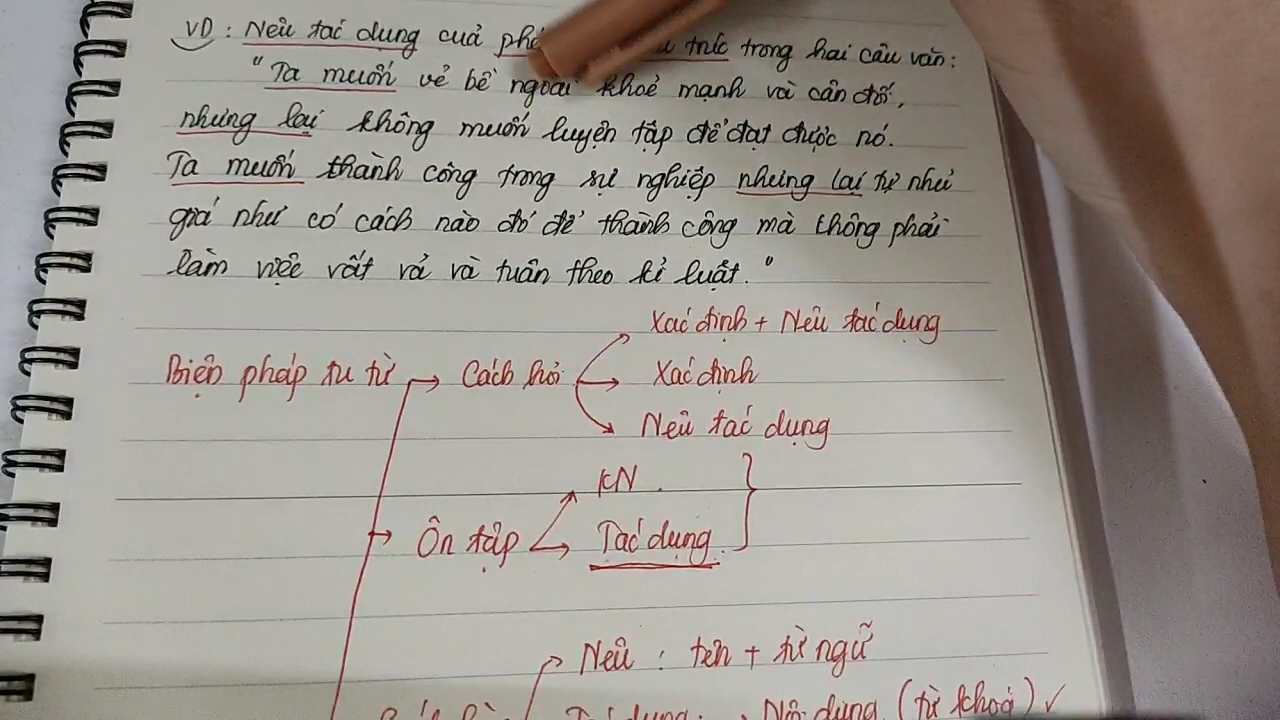 VD : Nêu tác dụng cuả trúc trong hai câu văn :
" Ta muốn vẻ bề ngoài khoẻ mạnh và cân đối,
nhưng lại không muốn luyện tập để đạt được nó.
Ta muốn thành công trong sự nghiệp nhưng lại tự như
giá như có cách nào đó để thành công mà không phải
làm việc vất vả và tuân theo kỉ luật. "
Xác định + Nêu tác dụng
Biện pháp tu từ → Cách hỏi → Xác định
Nêu tác dụng
KN
Ôn tập → Tác dụng
Nêu : tên + từ ngữ
Nội dung (từ khoá) ✓